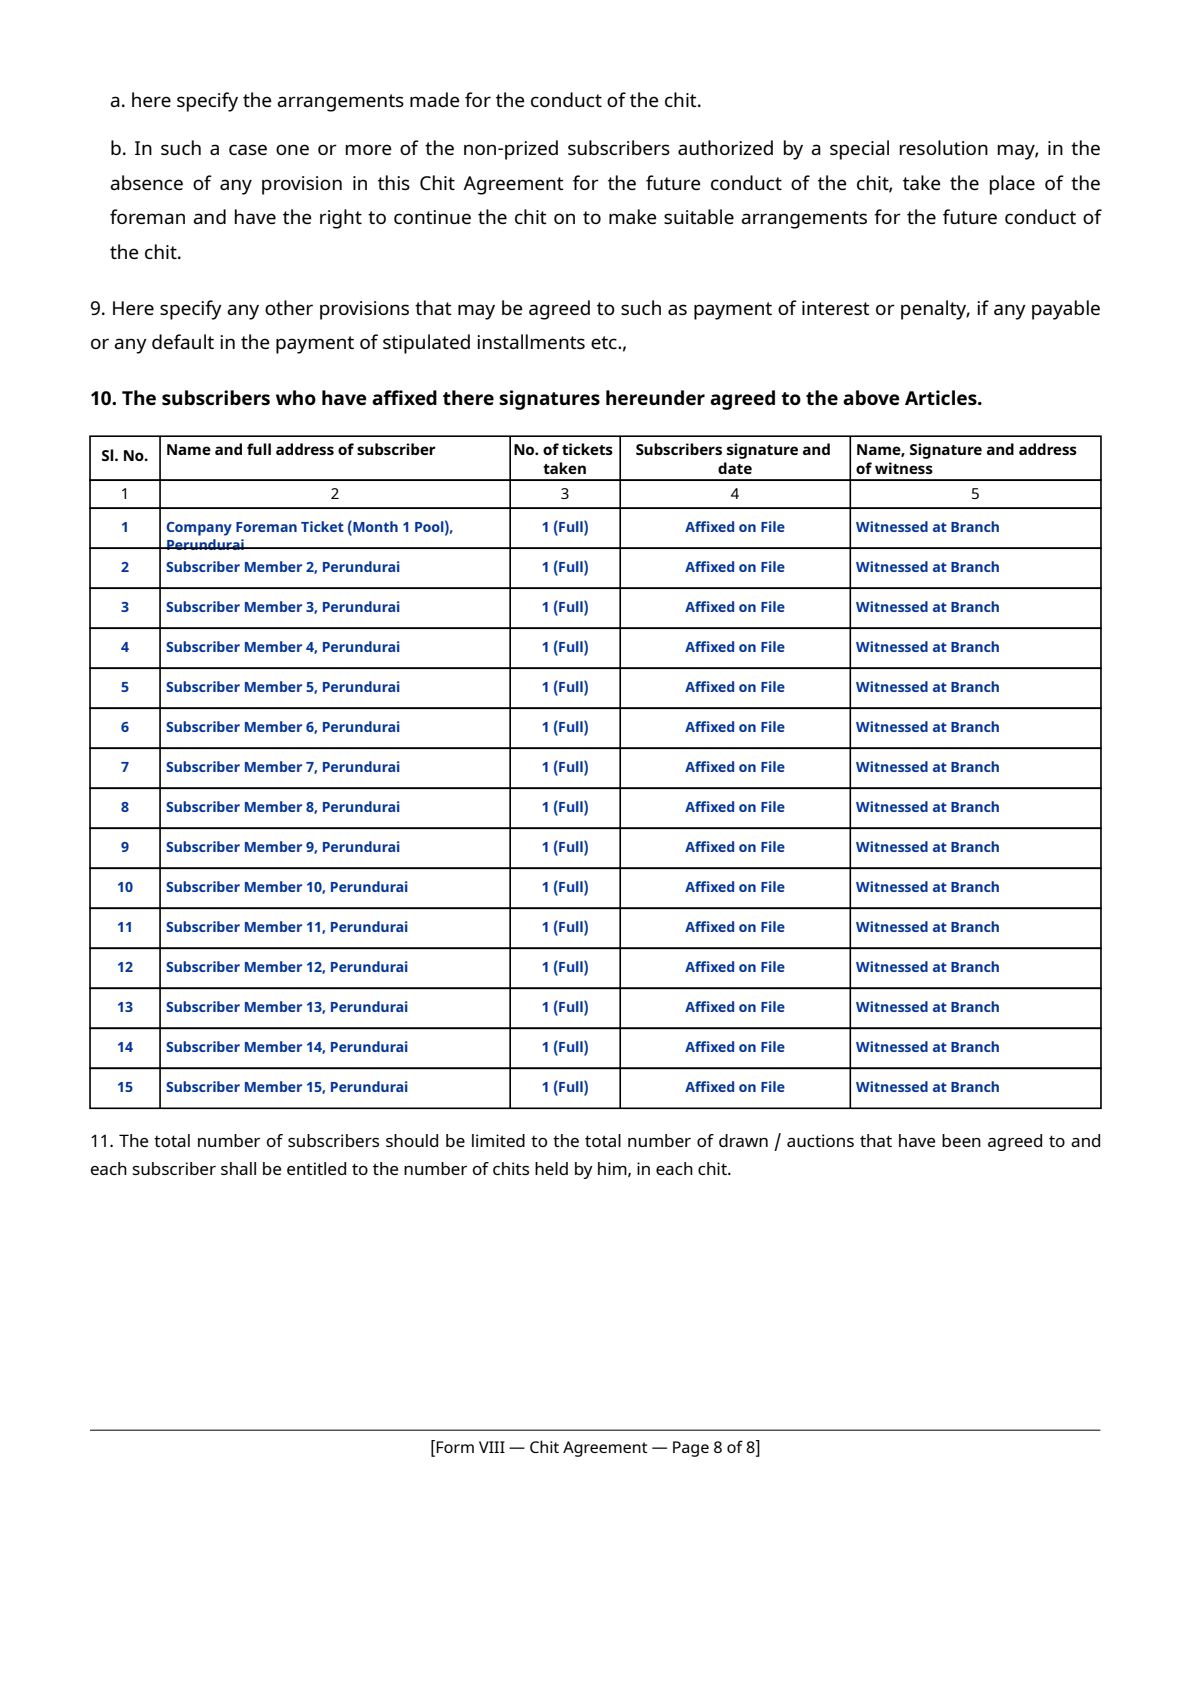 a. here specify the arrangements made for the conduct of the chit.
b. In such a case one or more of the non-prized subscribers authorized by a special resolution may, in the
absence of any provision in this Chit Agreement for the future conduct of the chit, take the place of the
foreman and have the right to continue the chit on to make suitable arrangements for the future conduct of
the chit.
9. Here specify any other provisions that may be agreed to such as payment of interest or penalty, if any payable
or any default in the payment of stipulated installments etc.,
10. The subscribers who have affixed there signatures hereunder agreed to the above Articles.
Sl. No. Name and full address of subscriber No. of tickets taken Subscribers signature and date Name, Signature and address of witness
1 2 3 4 5
1 Company Foreman Ticket (Month 1 Pool), Perundurai 1 (Full) Affixed on File Witnessed at Branch
2 Subscriber Member 2, Perundurai 1 (Full) Affixed on File Witnessed at Branch
3 Subscriber Member 3, Perundurai 1 (Full) Affixed on File Witnessed at Branch
4 Subscriber Member 4, Perundurai 1 (Full) Affixed on File Witnessed at Branch
5 Subscriber Member 5, Perundurai 1 (Full) Affixed on File Witnessed at Branch
6 Subscriber Member 6, Perundurai 1 (Full) Affixed on File Witnessed at Branch
7 Subscriber Member 7, Perundurai 1 (Full) Affixed on File Witnessed at Branch
8 Subscriber Member 8, Perundurai 1 (Full) Affixed on File Witnessed at Branch
9 Subscriber Member 9, Perundurai 1 (Full) Affixed on File Witnessed at Branch
10 Subscriber Member 10, Perundurai 1 (Full) Affixed on File Witnessed at Branch
11 Subscriber Member 11, Perundurai 1 (Full) Affixed on File Witnessed at Branch
12 Subscriber Member 12, Perundurai 1 (Full) Affixed on File Witnessed at Branch
13 Subscriber Member 13, Perundurai 1 (Full) Affixed on File Witnessed at Branch
14 Subscriber Member 14, Perundurai 1 (Full) Affixed on File Witnessed at Branch
15 Subscriber Member 15, Perundurai 1 (Full) Affixed on File Witnessed at Branch
11. The total number of subscribers should be limited to the total number of drawn / auctions that have been agreed to and
each subscriber shall be entitled to the number of chits held by him, in each chit.
[Form VIII — Chit Agreement — Page 8 of 8]